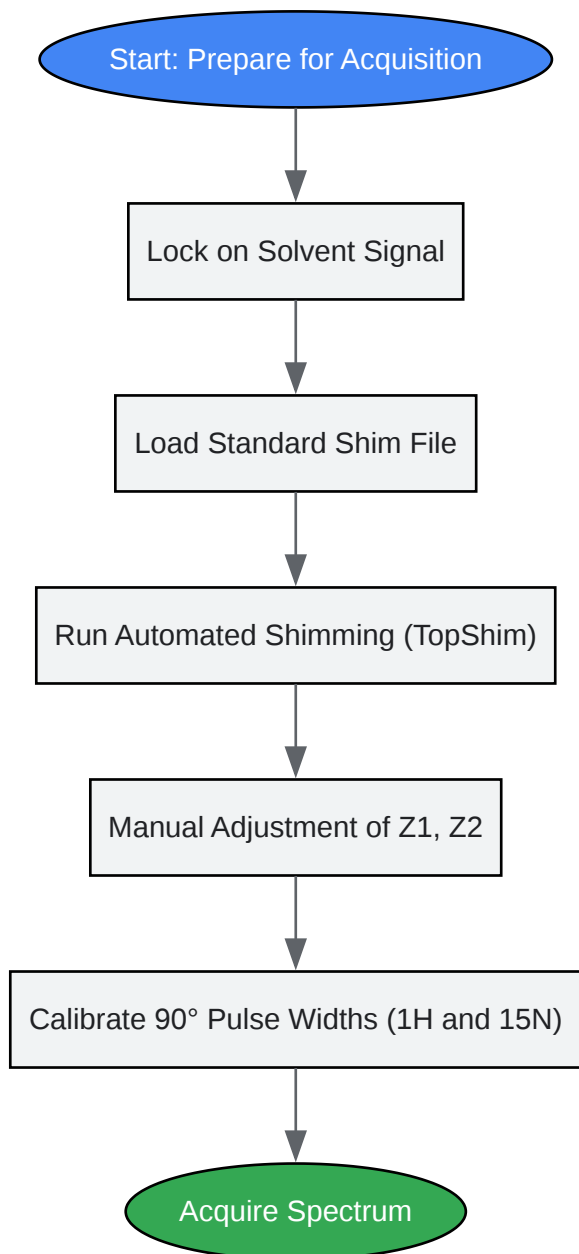 Start: Prepare for Acquisition
Lock on Solvent Signal
Load Standard Shim File
Run Automated Shimming (TopShim)
Manual Adjustment of Z1, Z2
Calibrate 90° Pulse Widths (1H and 15N)
Acquire Spectrum